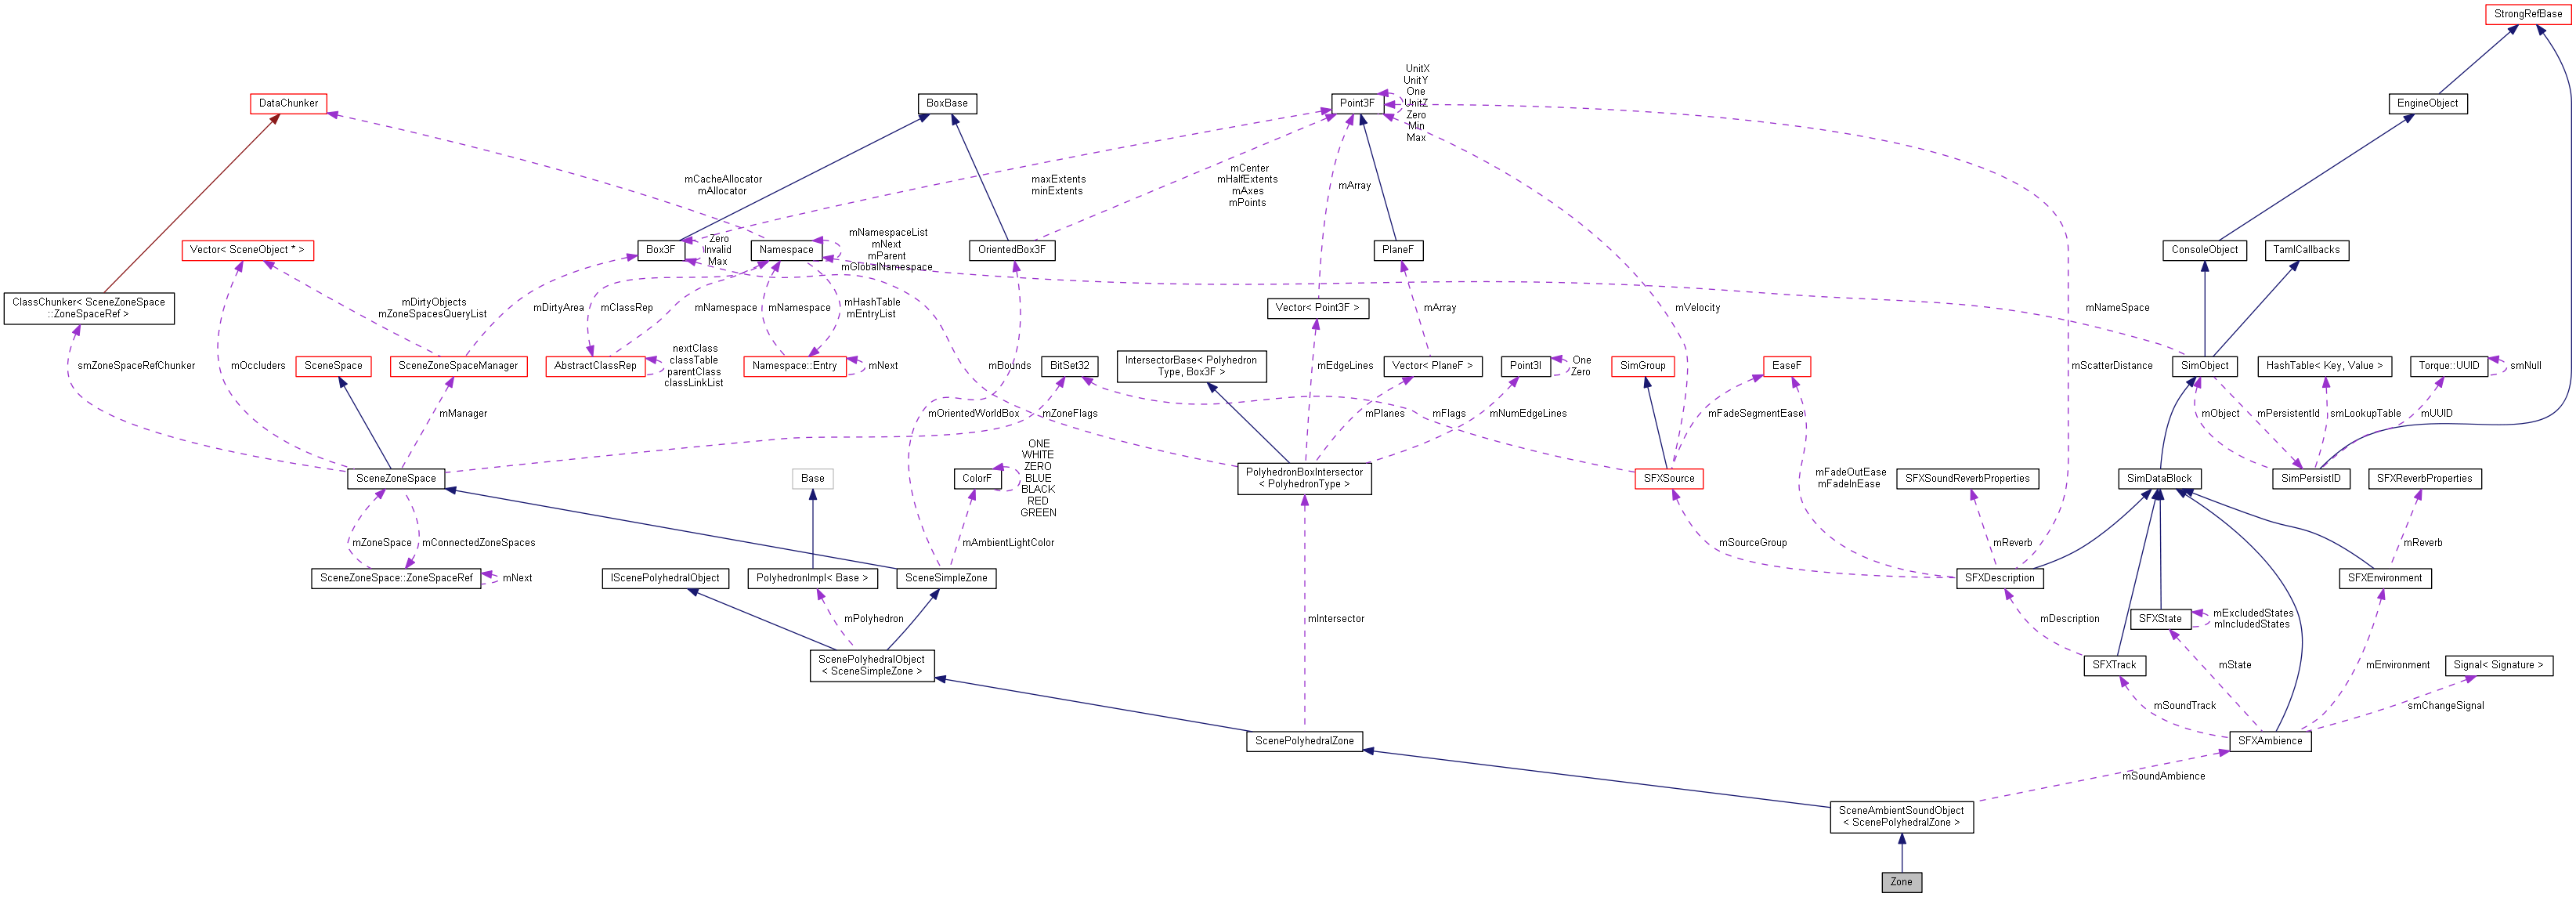 StrongRefBase
UnitX
UnitY
One
UnitZ
Zero
Min
Max
DataChunker
BoxBase
Point3F
EngineObject
mCacheAllocator
mAllocator
maxExtents
minExtents
mCenter
mHalfExtents
mAxes
mPoints
mArray
Vector< SceneObject * >
Box3F
Zero
Invalid
Max
Namespace
mNamespaceList
mNext
mParent
mGlobalNamespace
OrientedBox3F
PlaneF
ConsoleObject
TamlCallbacks
ClassChunker< SceneZoneSpace
::ZoneSpaceRef >
mDirtyObjects
mZoneSpacesQueryList
mDirtyArea
mClassRep
mNamespace
mNamespace
mHashTable
mEntryList
Vector< Point3F >
mArray
mVelocity
mNameSpace
smZoneSpaceRefChunker
mOccluders
SceneSpace
SceneZoneSpaceManager
AbstractClassRep
nextClass
classTable
parentClass
classLinkList
Namespace::Entry
mNext
mBounds
BitSet32
IntersectorBase< Polyhedron
Type, Box3F >
mEdgeLines
Vector< PlaneF >
Point3I
One
Zero
SimGroup
EaseF
mScatterDistance
SimObject
HashTable< Key, Value >
Torque::UUID
smNull
mManager
mOrientedWorldBox
mZoneFlags
mPlanes
mFlags
mNumEdgeLines
mFadeSegmentEase
mObject
mPersistentId
smLookupTable
mUUID
SceneZoneSpace
Base
ColorF
ONE
WHITE
ZERO
BLUE
BLACK
RED
GREEN
PolyhedronBoxIntersector
< PolyhedronType >
SFXSource
mFadeOutEase
mFadeInEase
SFXSoundReverbProperties
SimDataBlock
SimPersistID
SFXReverbProperties
mZoneSpace
mConnectedZoneSpaces
mAmbientLightColor
mSourceGroup
mReverb
mReverb
SceneZoneSpace::ZoneSpaceRef
mNext
IScenePolyhedralObject
PolyhedronImpl< Base >
SceneSimpleZone
SFXDescription
SFXEnvironment
mPolyhedron
mIntersector
mDescription
SFXState
mExcludedStates
mIncludedStates
ScenePolyhedralObject
< SceneSimpleZone >
SFXTrack
mState
mEnvironment
Signal< Signature >
mSoundTrack
smChangeSignal
ScenePolyhedralZone
SFXAmbience
mSoundAmbience
SceneAmbientSoundObject
< ScenePolyhedralZone >
Zone